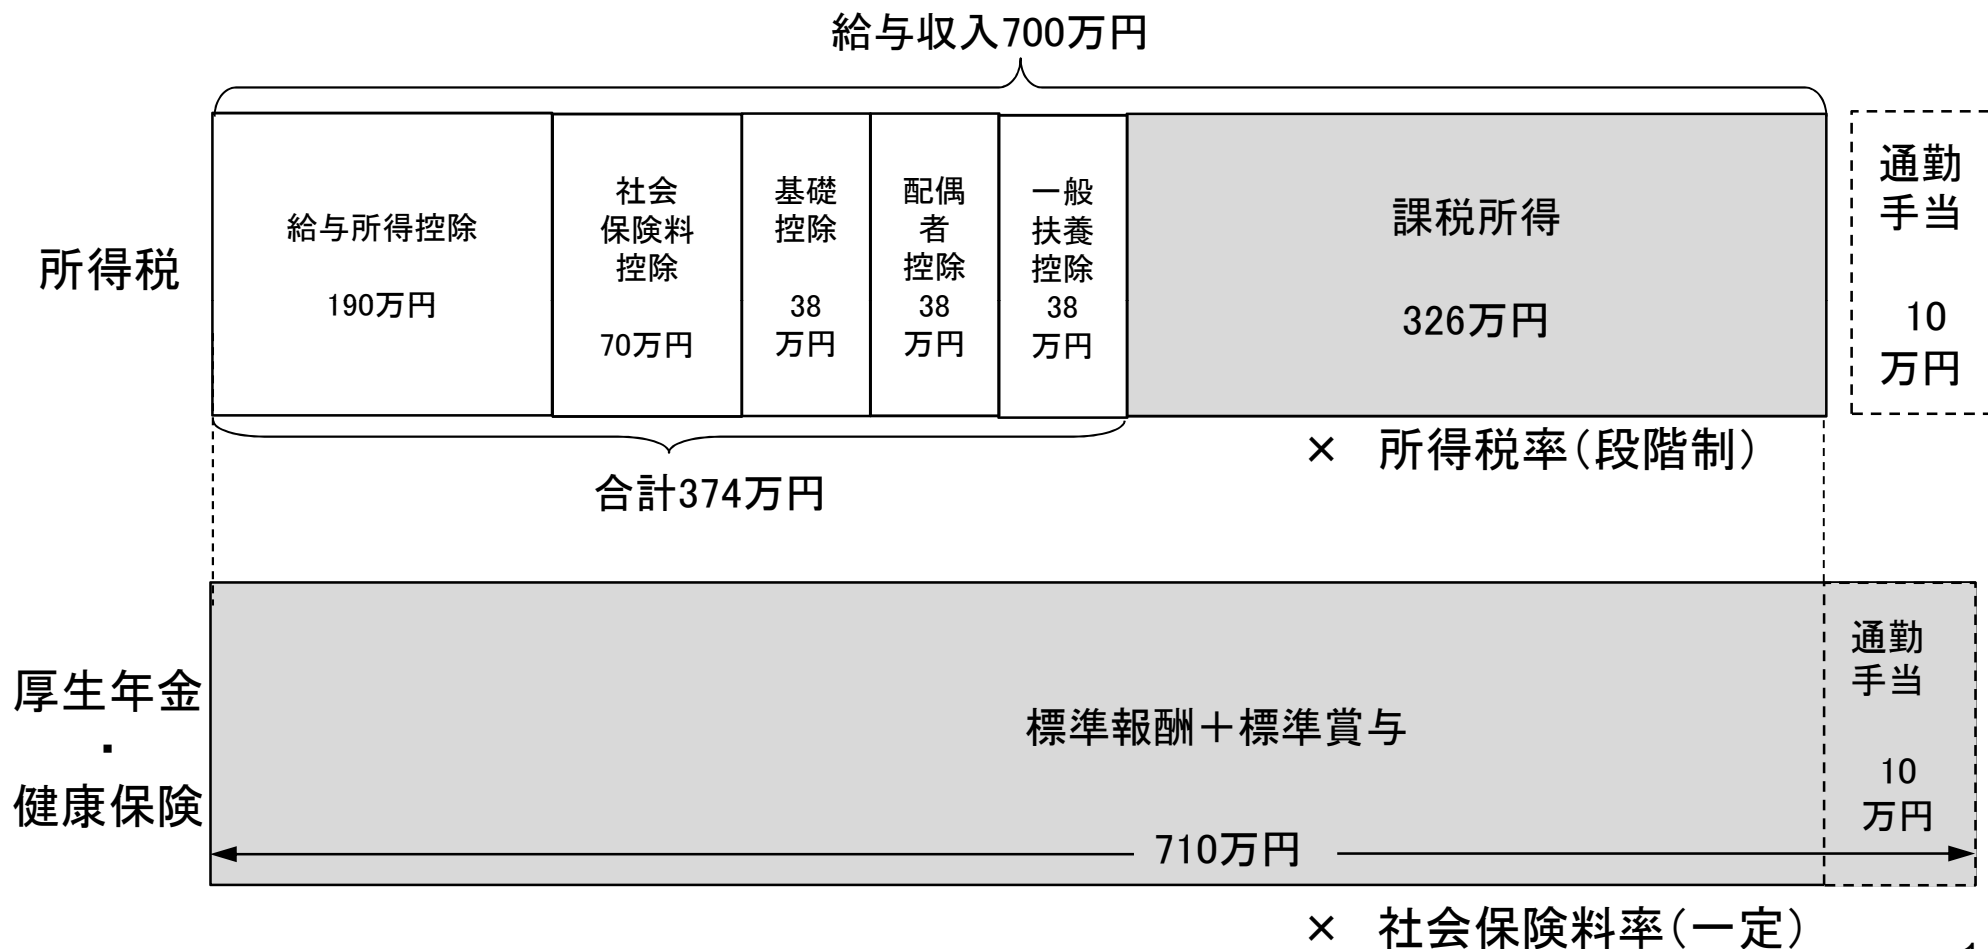 給与収入700万円
所得税
給与所得控除
190万円
社会
保険料
控除
70万円
基礎
控除
38
万円
配偶
者
控除
38
万円
一般
扶養
控除
38
万円
課税所得
326万円
通勤
手当
10
万円
× 所得税率（段階制）
合計374万円
厚生年金
・
健康保険
標準報酬＋標準賞与
通勤
手当
10
万円
710万円
× 社会保険料率（一定）